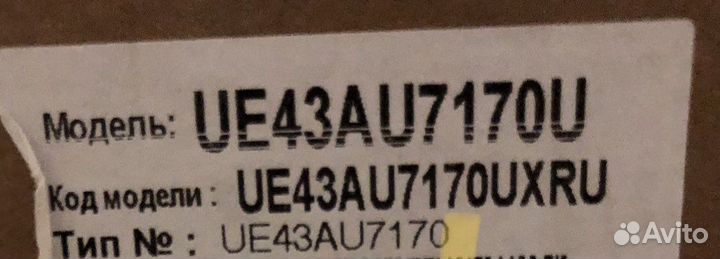 Модель: UE43AU7170U
Код модели : UE43AU7170UXRU
Тип № : UE43AU7170
Avito